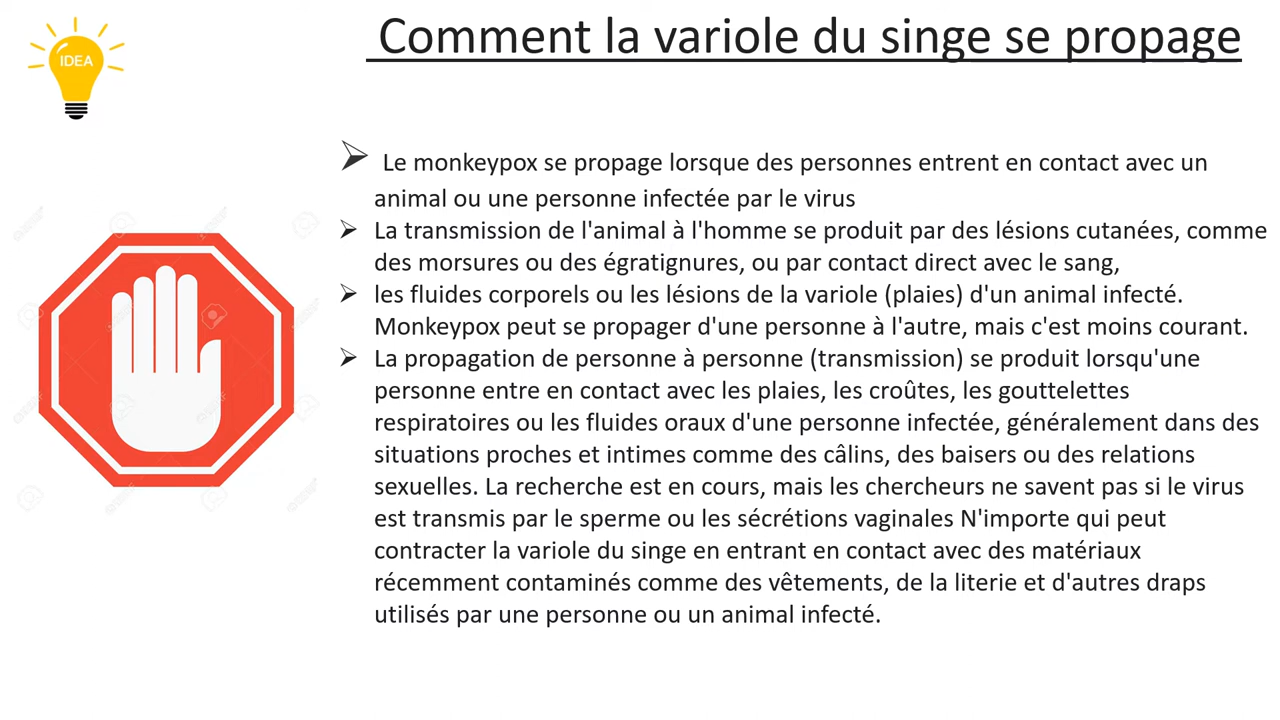 IDEA
Comment la variole du singe se propage
➢ Le monkeypox se propage lorsque des personnes entrent en contact avec un
animal ou une personne infectée par le virus
➢ La transmission de l'animal à l'homme se produit par des lésions cutanées, comme
des morsures ou des égratignures, ou par contact direct avec le sang,
➢ les fluides corporels ou les lésions de la variole (plaies) d'un animal infecté.
Monkeypox peut se propager d'une personne à l'autre, mais c'est moins courant.
➢ La propagation de personne à personne (transmission) se produit lorsqu'une
personne entre en contact avec les plaies, les croûtes, les gouttelettes
respiratoires ou les fluides oraux d'une personne infectée, généralement dans des
situations proches et intimes comme des câlins, des baisers ou des relations
sexuelles. La recherche est en cours, mais les chercheurs ne savent pas si le virus
est transmis par le sperme ou les sécrétions vaginales N'importe qui peut
contracter la variole du singe en entrant en contact avec des matériaux
récemment contaminés comme des vêtements, de la literie et d'autres draps
utilisés par une personne ou un animal infecté.